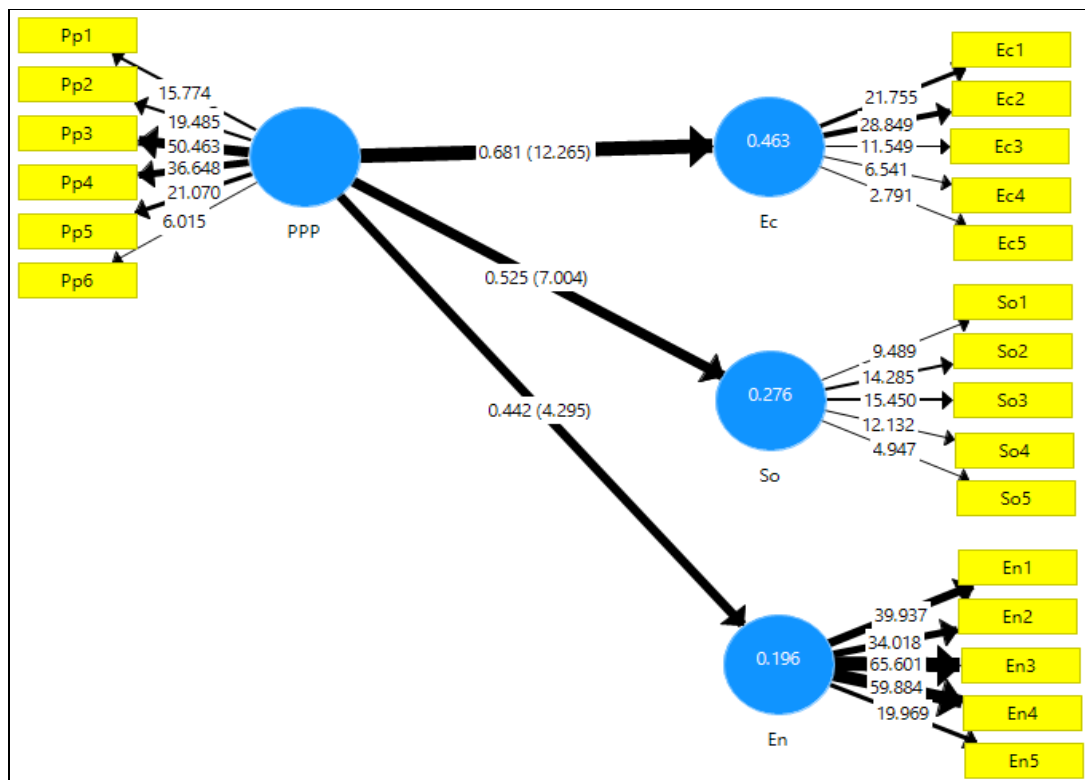 Pp1
Pp2
Pp3
Pp4
Pp5
Pp6
15.774
19.485
50.463
36.648
21.070
6.015
PPP
0.681 (12.265)
0.525 (7.004)
0.442 (4.295)
0.463
Ec
21.755
28.849
11.549
6.541
2.791
Ec1
Ec2
Ec3
Ec4
Ec5
0.276
So
9.489
14.285
15.450
12.132
4.947
So1
So2
So3
So4
So5
0.196
En
39.937
34.018
65.601
59.884
19.969
En1
En2
En3
En4
En5